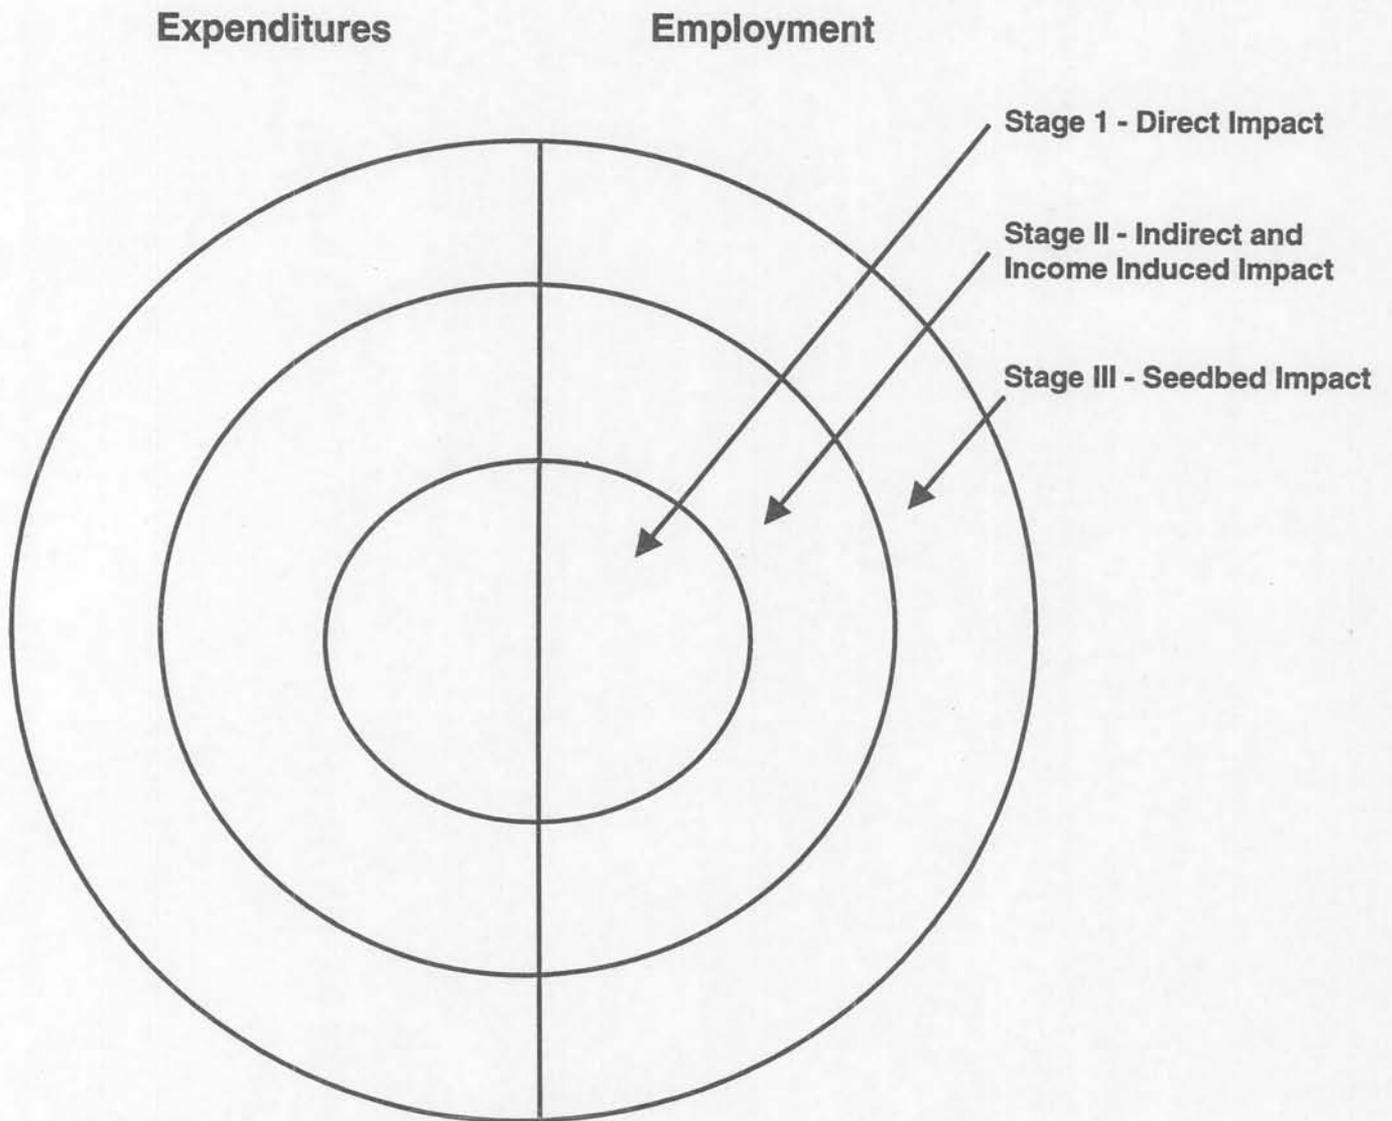 Expenditures
Employment
Stage 1 - Direct Impact
Stage II - Indirect and
Income Induced Impact
Stage III - Seedbed Impact